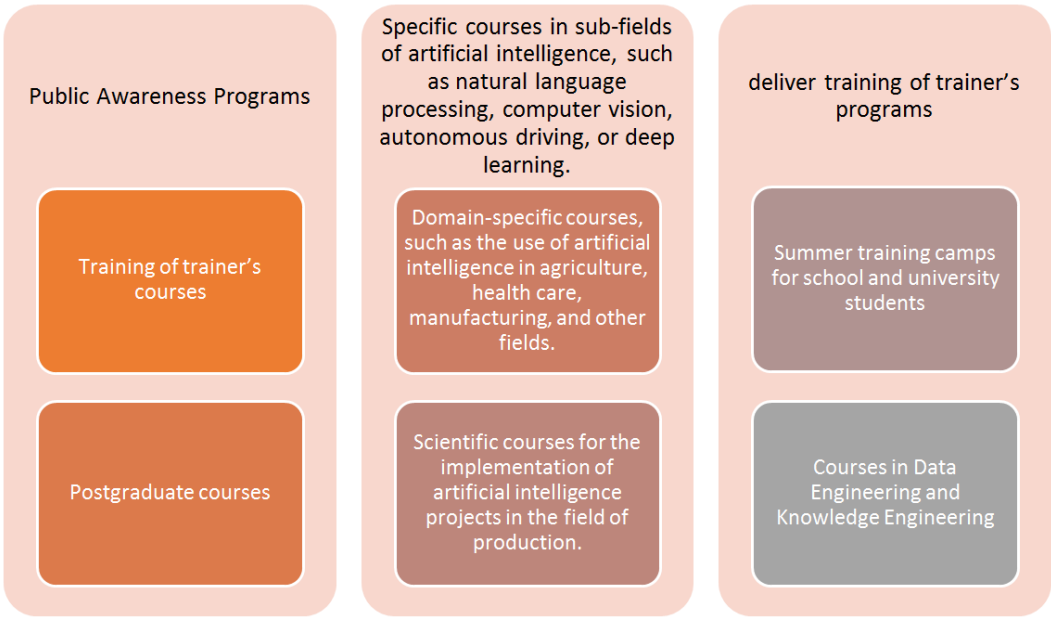 Public Awareness Programs
Training of trainer's
courses
Postgraduate courses
Specific courses in sub-fields
of artificial intelligence, such
as natural language
processing, computer vision,
autonomous driving, or deep
learning.
Domain-specific courses,
such as the use of artificial
intelligence in agriculture,
health care,
manufacturing, and other
fields.
Scientific courses for the
implementation of
artificial intelligence
projects in the field of
production.
deliver training of trainer's
programs
Summer training camps
for school and university
students
Courses in Data
Engineering and
Knowledge Engineering